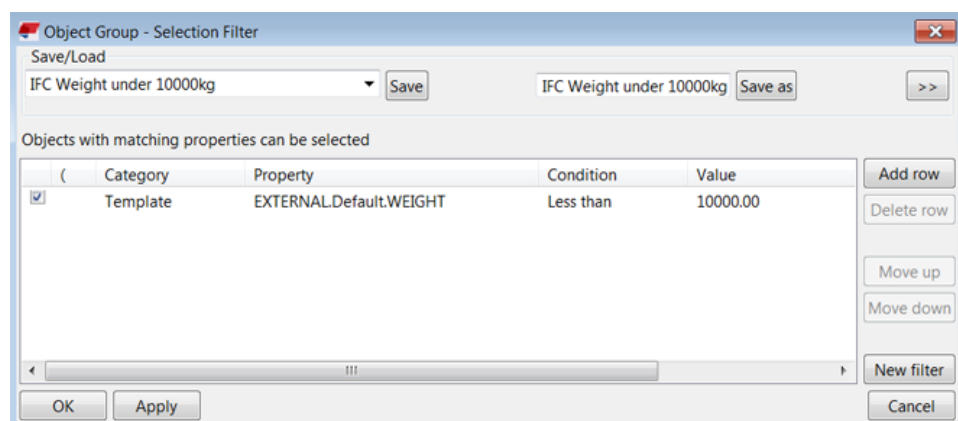 Object Group - Selection Filter
Save/Load
IFC Weight under 10000kg Save IFC Weight under 10000kg Save as >>
Objects with matching properties can be selected
( Category Property Condition Value Add row
Template EXTERNAL.Default.WEIGHT Less than 10000.00
Delete row
Move up
Move down
New filter
OK Apply Cancel